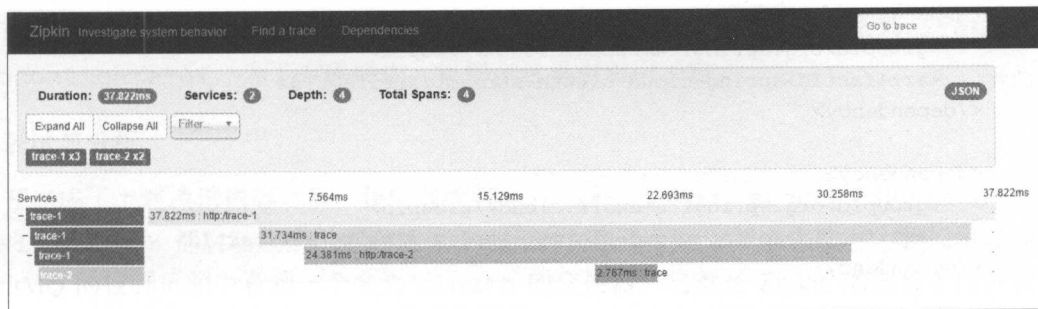 Zipkin Investigate system behavior Find a trace Dependencies Go to trace
Duration: 37.822ms Services: 2 Depth: 4 Total Spans: 4 JSON
Expand All Collapse All Filter...
trace-1 x3 trace-2 x2
Services 7.564ms 15.129ms 22.693ms 30.258ms 37.822ms
- trace-1 37.822ms : http:/trace-1
- trace-1 31.734ms : trace
- trace-1 24.381ms : http:/trace-2
trace-2 2.767ms : trace